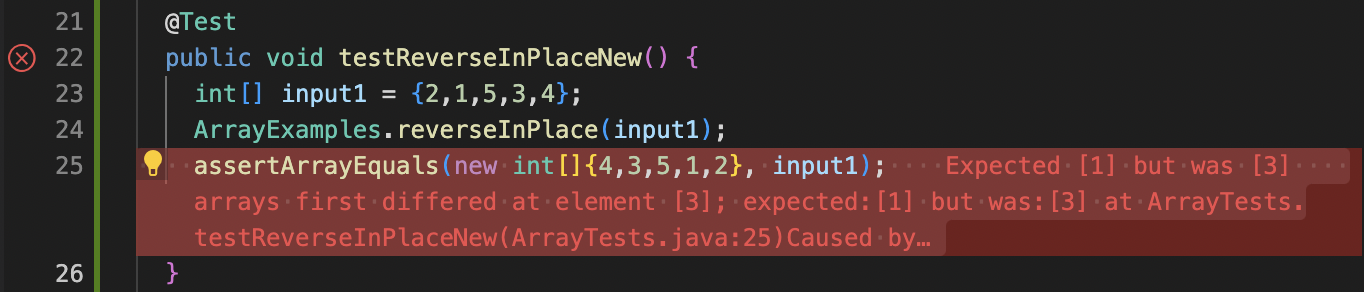 21 @Test
22 public void testReverseInPlaceNew() {
23 int[] input1 = {2,1,5,3,4};
24 ArrayExamples.reverseInPlace(input1);
25 assertArrayEquals(new int[]{4,3,5,1,2}, input1); Expected [1] but was [3]
arrays first differed at element [3]; expected:[1] but was:[3] at ArrayTests.
testReverseInPlaceNew(ArrayTests.java:25)Caused by…
26 }